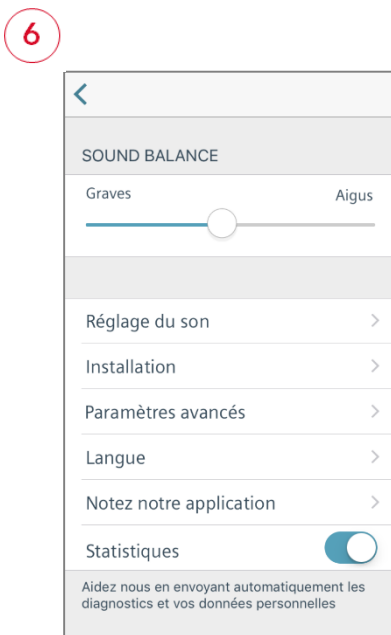 6
SOUND BALANCE
Graves Aigus
Réglage du son
Installation
Paramètres avancés
Langue
Notez notre application
Statistiques
Aidez nous en envoyant automatiquement les
diagnostics et vos données personnelles